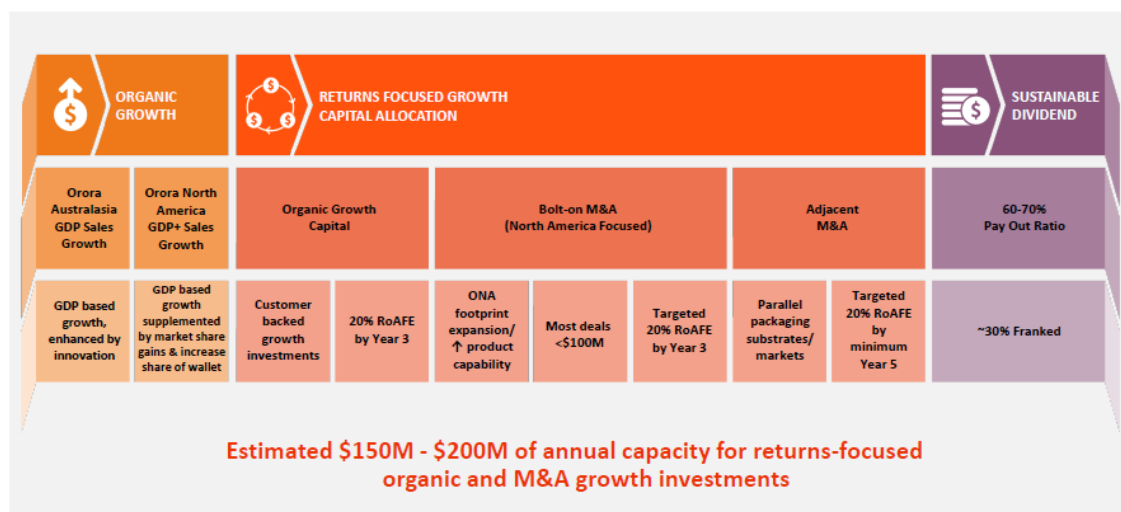 ORGANIC
GROWTH
RETURNS FOCUSED GROWTH
CAPITAL ALLOCATION
SUSTAINABLE
DIVIDEND
Orora
Australasia
GDP Sales
Growth
Orora North
America
GDP+ Sales
Growth
Organic Growth
Capital
Bolt-on M&A
(North America Focused)
Adjacent
M&A
60-70%
Pay Out Ratio
GDP based
growth,
enhanced by
innovation
GDP based
growth
supplemented
by market share
gains & increase
share of wallet
Customer
backed
growth
investments
20% RoAFE
by Year 3
ONA
footprint
expansion/
↑ product
capability
Most deals
<$100M
Targeted
20% RoAFE
by Year 3
Parallel
packaging
substrates/
markets
Targeted
20% RoAFE
by
minimum
Year 5
~30% Franked
Estimated $150M - $200M of annual capacity for returns-focused
organic and M&A growth investments